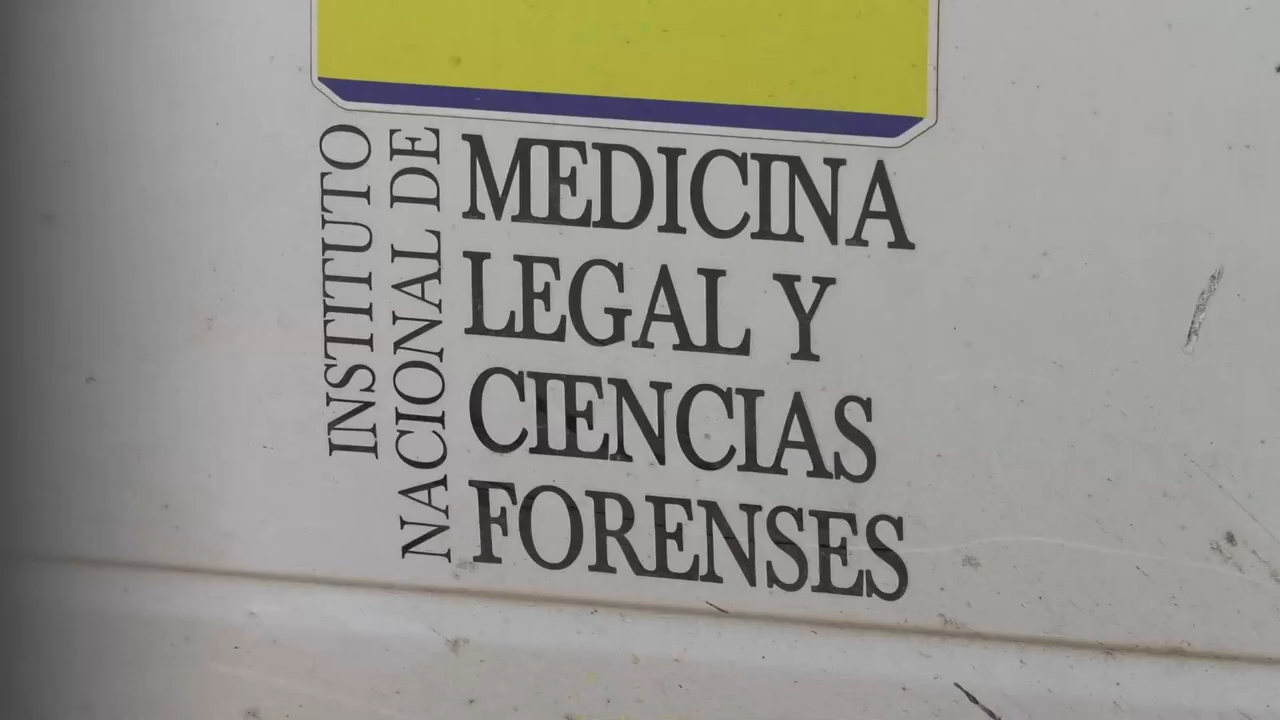 INSTITUTO
NACIONAL DE
MEDICINA
LEGAL Y
CIENCIAS
FORENSES